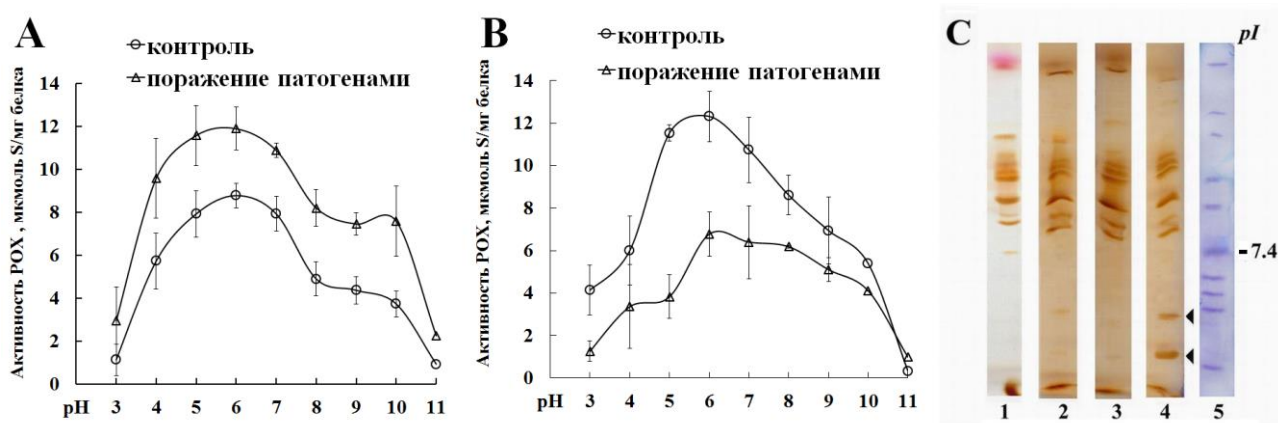 A
контроль
поражение патогенами
Активность POX , мкмоль S/мг белка
14
12
10
8
6
4
2
0
pH 3 4 5 6 7 8 9 10 11
B
контроль
поражение патогенами
Активность POX, мкмоль S/мг белка
14
12
10
8
6
4
2
0
pH 3 4 5 6 7 8 9 10 11
C
pI
-7.4
1 2 3 4 5